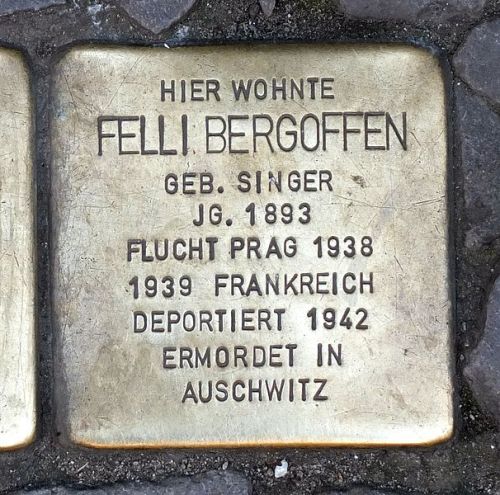 HIER WOHNTE
FELLI BERGOFFEN
GEB. SINGER
JG. 1893
FLUCHT PRAG 1938
1939 FRANKREICH
DEPORTIERT 1942
ERMORDET IN
AUSCHWITZ